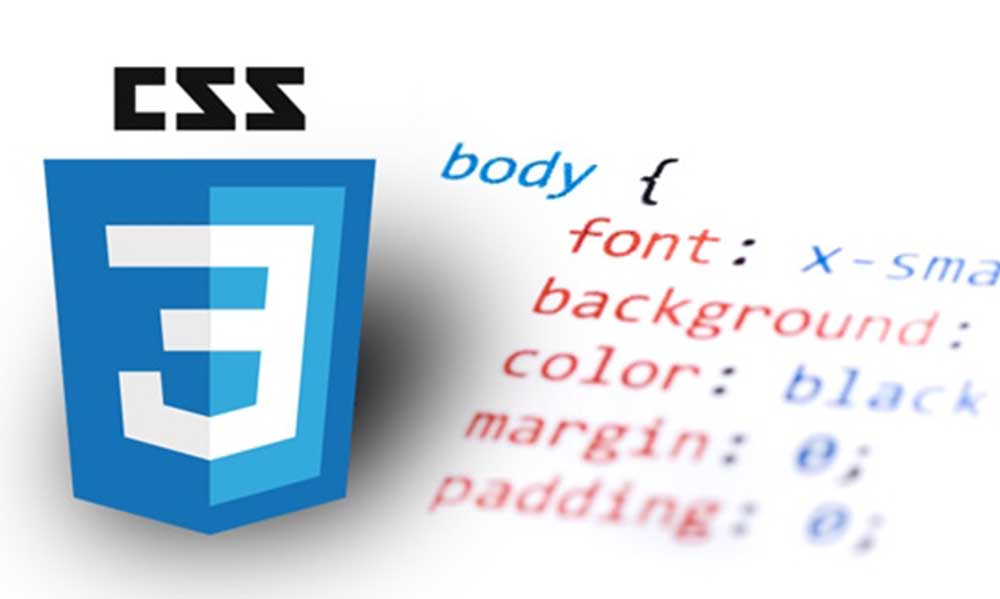 CSS
3
body {
font: x-sma
background:
color: black
margin: 0;
padding: 0;